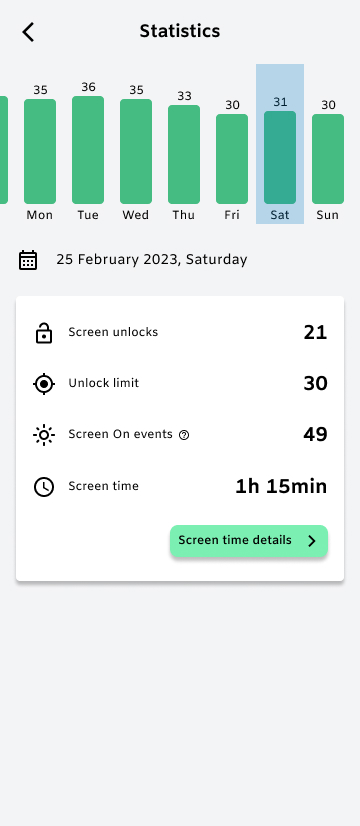 Statistics
35 36 35 33 30 31 30
Mon Tue Wed Thu Fri Sat Sun
25 February 2023, Saturday
Screen unlocks 21
Unlock limit 30
Screen On events 49
Screen time 1h 15min
Screen time details